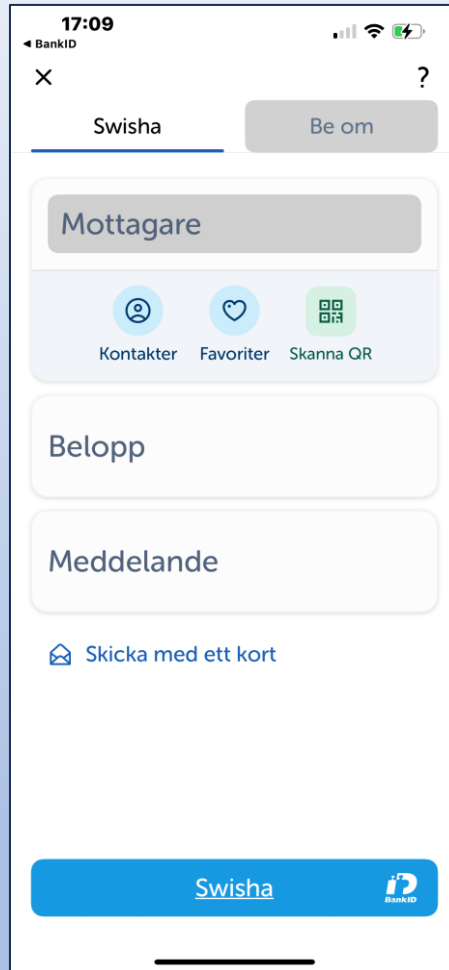 17:09
◀ BankID
× ?
Swisha Be om
Mottagare
Kontakter Favoriter Skanna QR
Belopp
Meddelande
Skicka med ett kort
Swisha
BankID